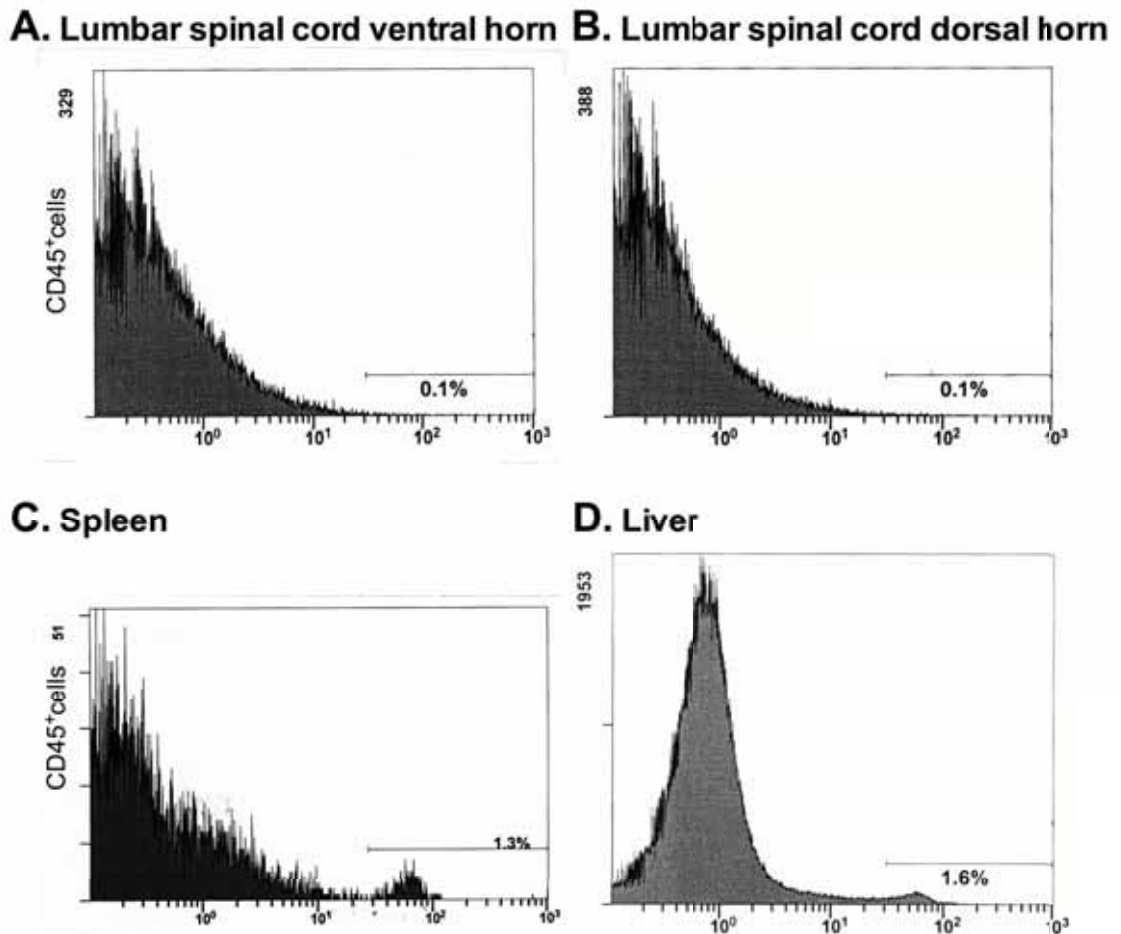 A. Lumbar spinal cord ventral horn
B. Lumbar spinal cord dorsal horn
329
CD45⁺cells
0.1%
10⁰ 10¹ 10² 10³
388
0.1%
10⁰ 10¹ 10² 10³
C. Spleen
D. Liver
51
CD45⁺cells
1.3%
10⁰ 10¹ 10² 10³
1953
1.6%
10⁰ 10¹ 10² 10³